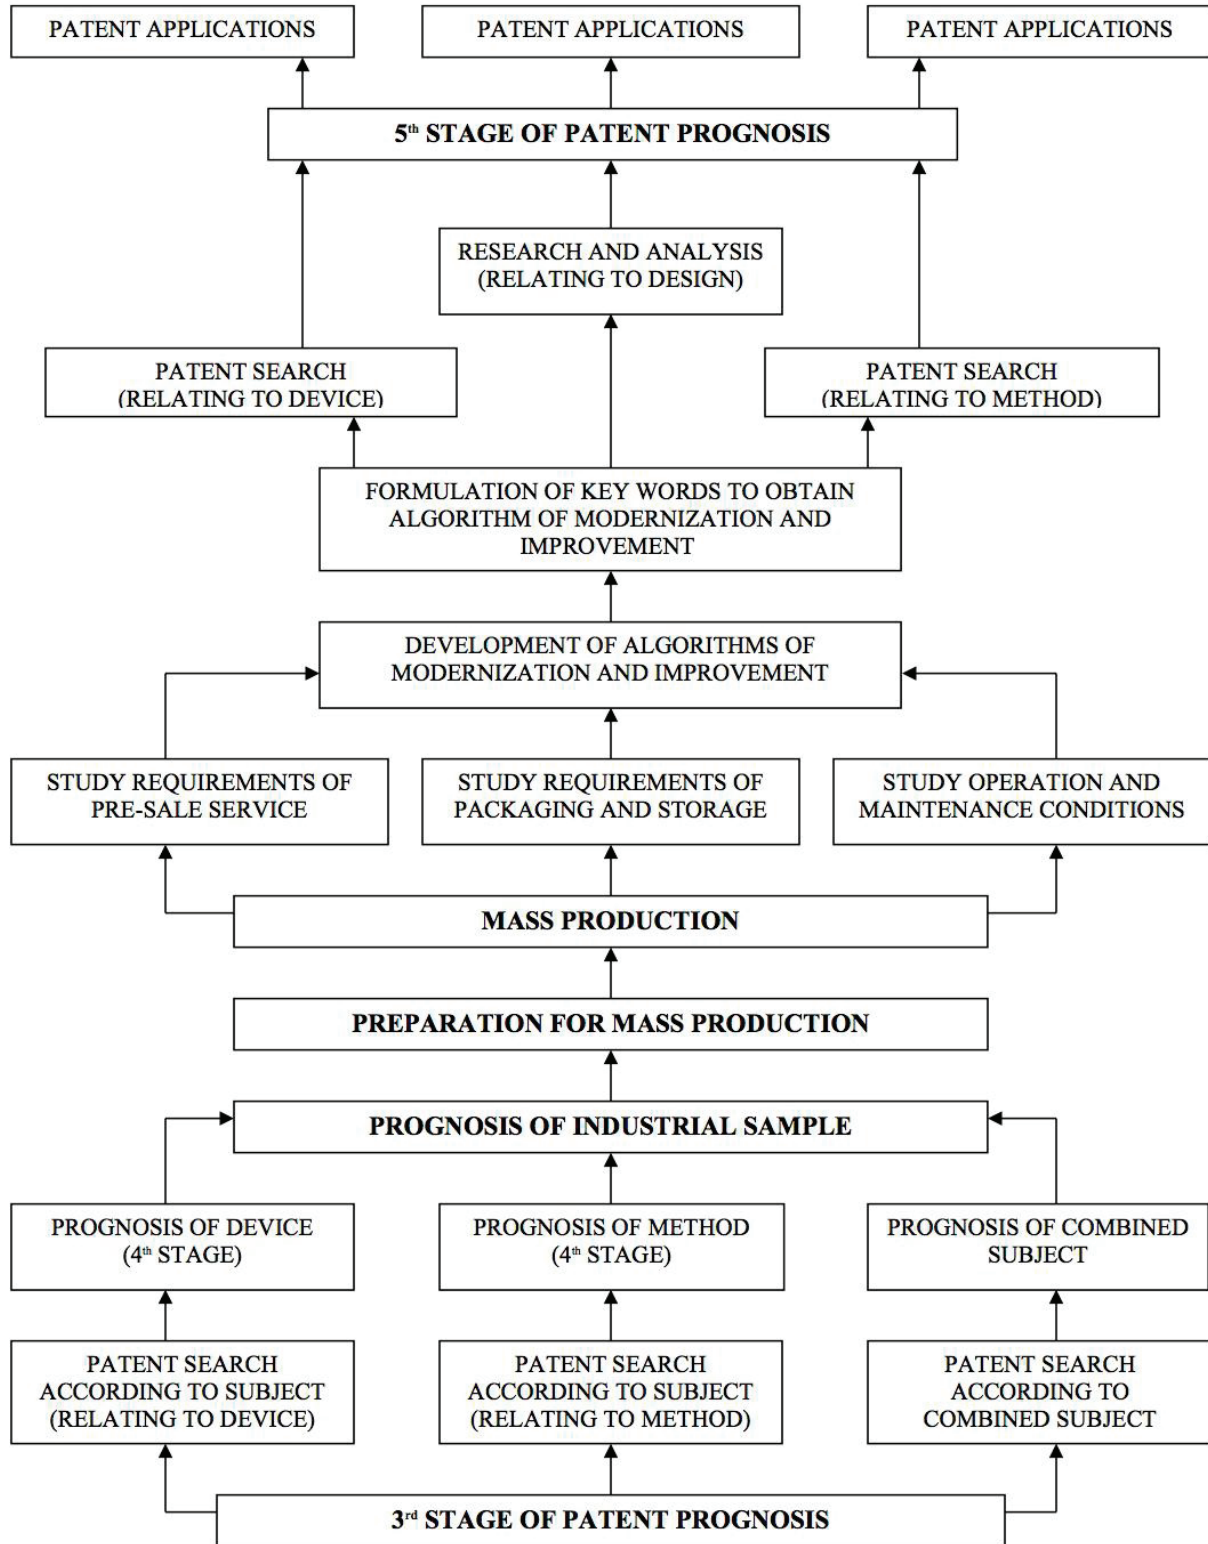 PATENT APPLICATIONS
PATENT APPLICATIONS
PATENT APPLICATIONS
5th STAGE OF PATENT PROGNOSIS
RESEARCH AND ANALYSIS
(RELATING TO DESIGN)
PATENT SEARCH
(RELATING TO DEVICE)
PATENT SEARCH
(RELATING TO METHOD)
FORMULATION OF KEY WORDS TO OBTAIN
ALGORITHM OF MODERNIZATION AND
IMPROVEMENT
DEVELOPMENT OF ALGORITHMS OF
MODERNIZATION AND IMPROVEMENT
STUDY REQUIREMENTS OF
PRE-SALE SERVICE
STUDY REQUIREMENTS OF
PACKAGING AND STORAGE
STUDY OPERATION AND
MAINTENANCE CONDITIONS
MASS PRODUCTION
PREPARATION FOR MASS PRODUCTION
PROGNOSIS OF INDUSTRIAL SAMPLE
PROGNOSIS OF DEVICE
(4th STAGE)
PROGNOSIS OF METHOD
(4th STAGE)
PROGNOSIS OF COMBINED
SUBJECT
PATENT SEARCH
ACCORDING TO SUBJECT
(RELATING TO DEVICE)
PATENT SEARCH
ACCORDING TO SUBJECT
(RELATING TO METHOD)
PATENT SEARCH
ACCORDING TO
COMBINED SUBJECT
3rd STAGE OF PATENT PROGNOSIS